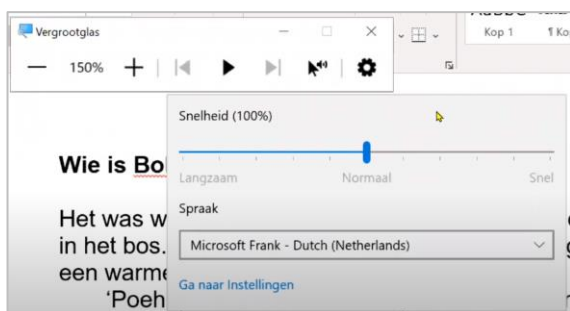 Vergrootglas
Kop 1
150%
Snelheid (100%)
Langzaam Normaal Snel
Spraak
Microsoft Frank - Dutch (Netherlands)
Ga naar Instellingen
Wie is
Het was
in het bos.
een warme
‘Poeh